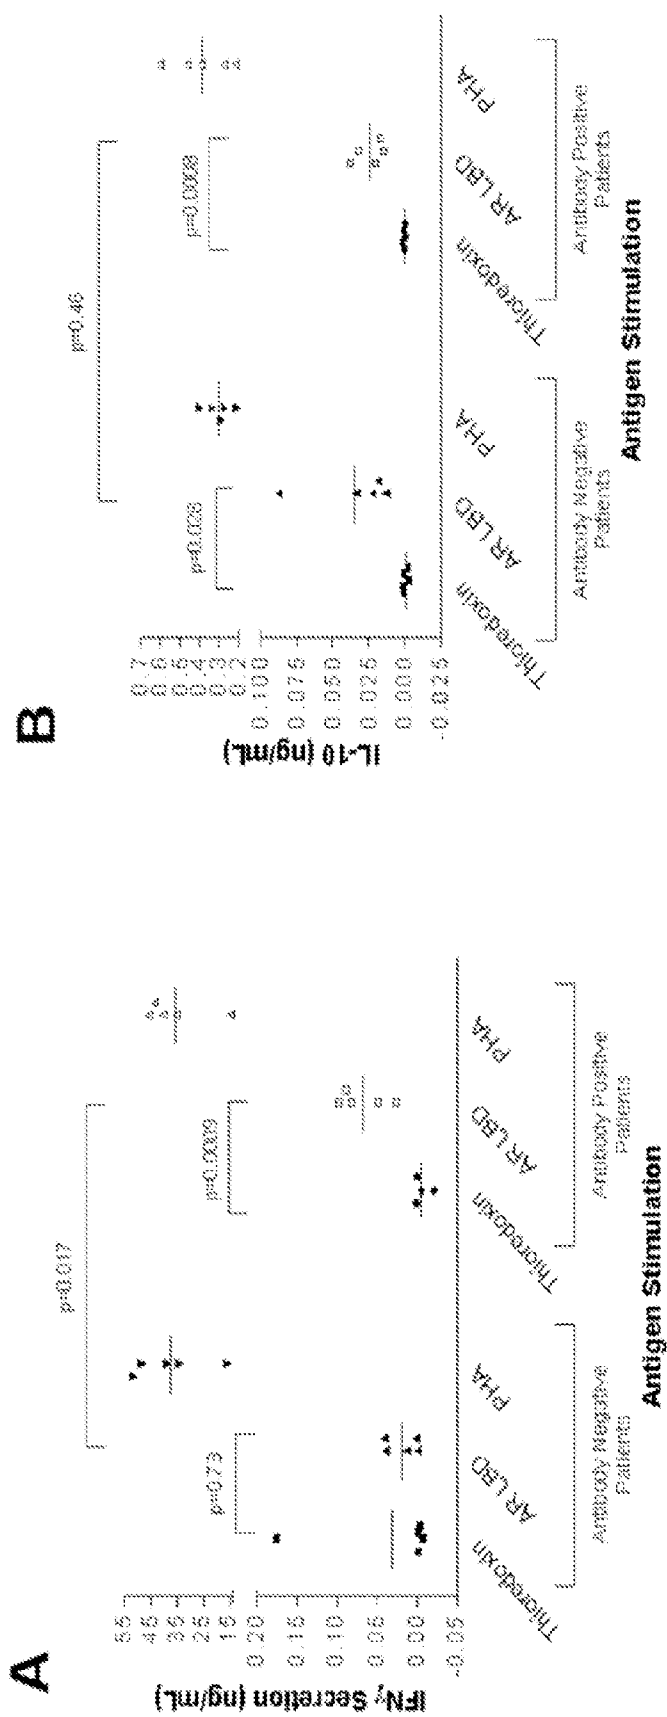 A
IFNγ Secretion (ng/mL)
55
45
35
25
15
0.20
0.15
0.10
0.05
0.00
-0.05
p=0.73
p=0.017
p=0.0009
Thioredoxin
AR LBD
PHA
Thioredoxin
AR LBD
PHA
Antibody Negative
Patients
Antibody Positive
Patients
Antigen Stimulation
B
IL-10 (ng/mL)
0.7
0.6
0.5
0.4
0.3
0.2
0.100
0.075
0.050
0.025
0.000
-0.025
p=0.026
p=0.46
p=0.0008
Thioredoxin
AR LBD
PHA
Thioredoxin
AR LBD
PHA
Antibody Negative
Patients
Antibody Positive
Patients
Antigen Stimulation